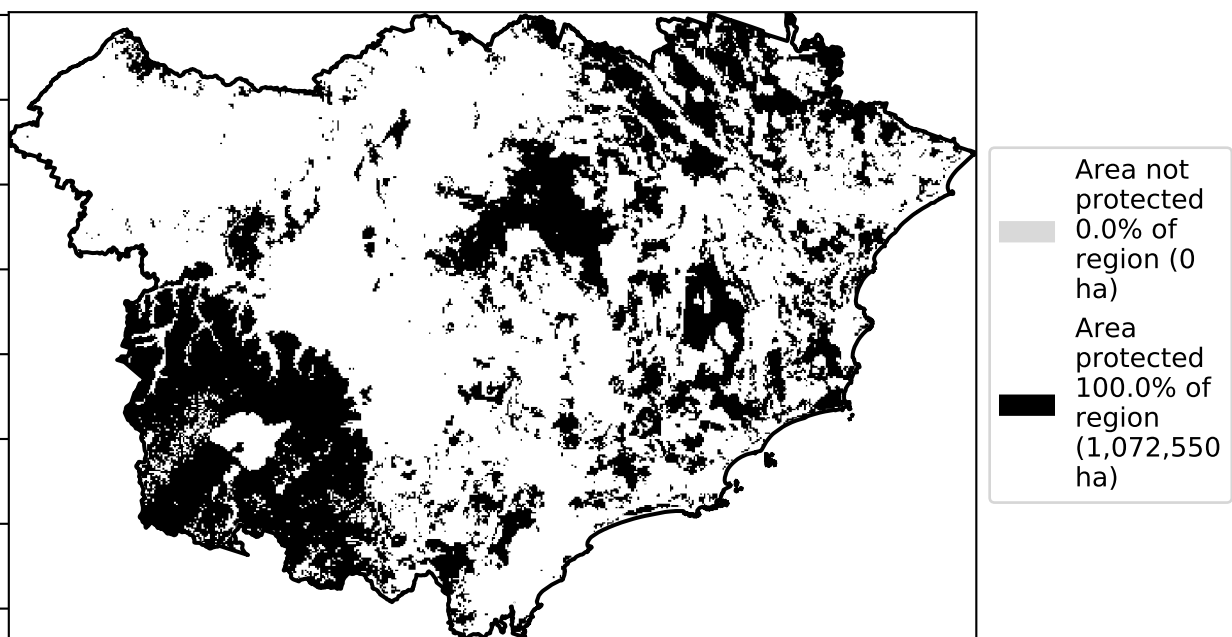 Area not
protected
0.0% of
region (0
ha)
Area
protected
100.0% of
region
(1,072,550
ha)